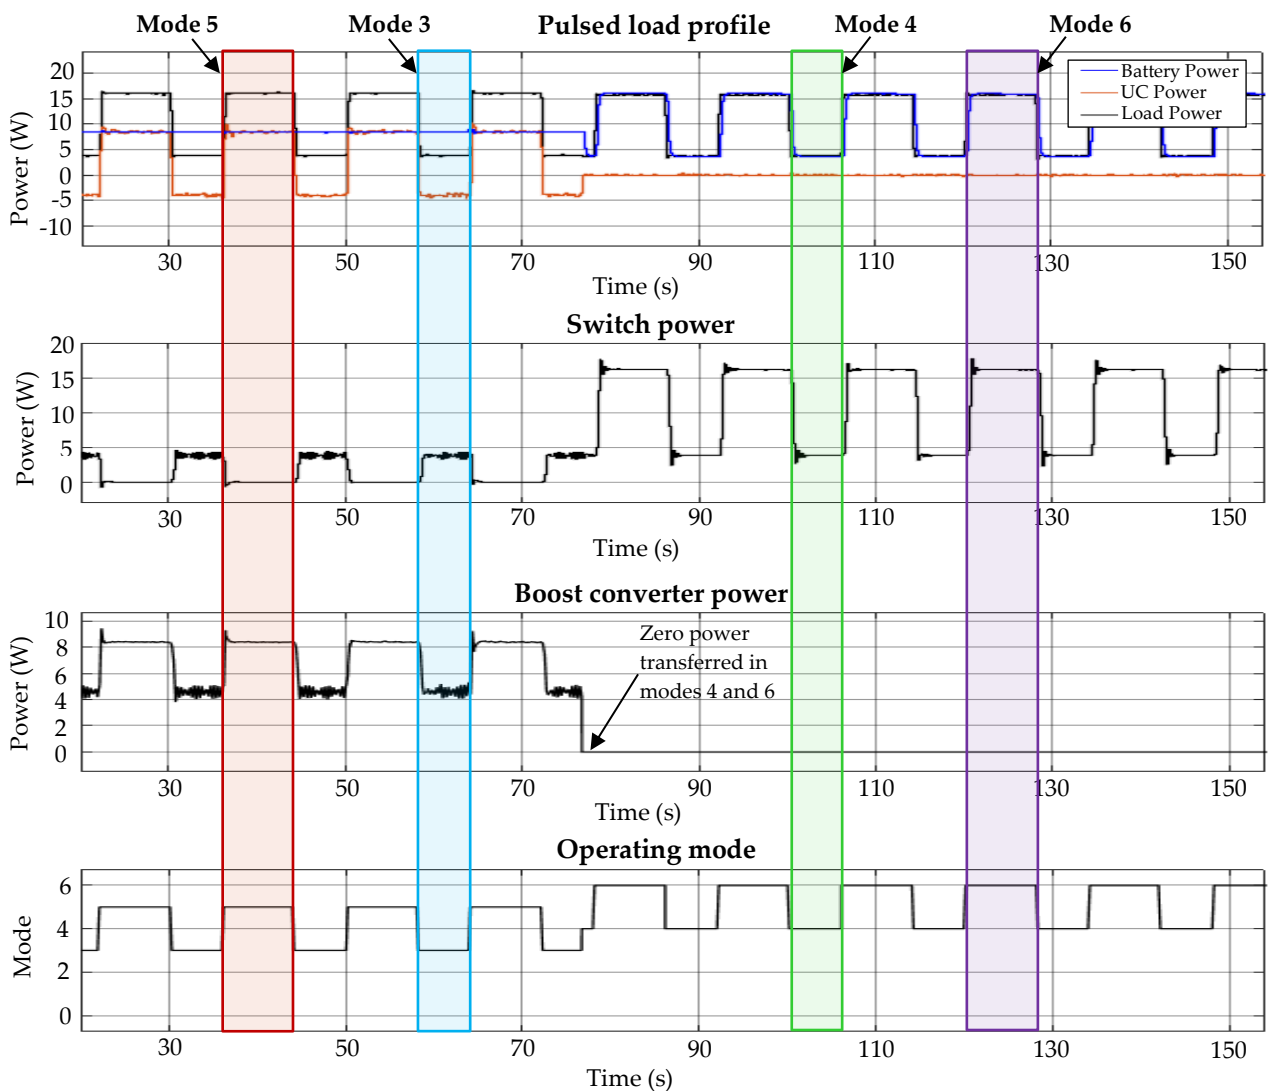 Mode 5
Mode 3
Pulsed load profile
Mode 4
Mode 6
20
15
10
5
0
-5
-10
Power (W)
Battery Power
UC Power
Load Power
30
50
70
90
110
130
150
Time (s)
Switch power
20
15
10
5
0
Power (W)
30
50
70
90
110
130
150
Time (s)
Boost converter power
10
8
6
4
2
0
Power (W)
Zero power
transferred in
modes 4 and 6
30
50
70
90
110
130
150
Time (s)
Operating mode
6
4
2
0
Mode
30
50
70
90
110
130
150
Time (s)